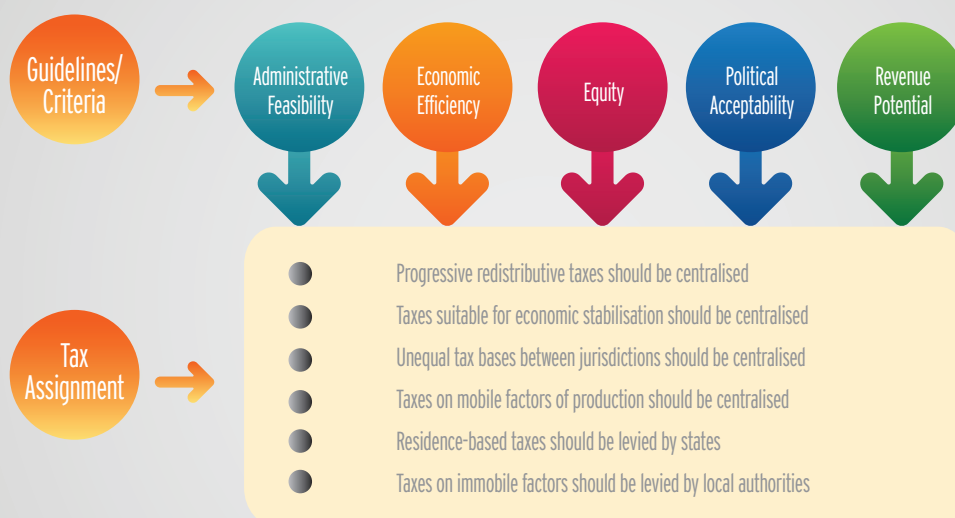 Guidelines/
Criteria
Administrative
Feasibility
Economic
Efficiency
Equity
Political
Acceptability
Revenue
Potential
Tax
Assignment
Progressive redistributive taxes should be centralised
Taxes suitable for economic stabilisation should be centralised
Unequal tax bases between jurisdictions should be centralised
Taxes on mobile factors of production should be centralised
Residence-based taxes should be levied by states
Taxes on immobile factors should be levied by local authorities